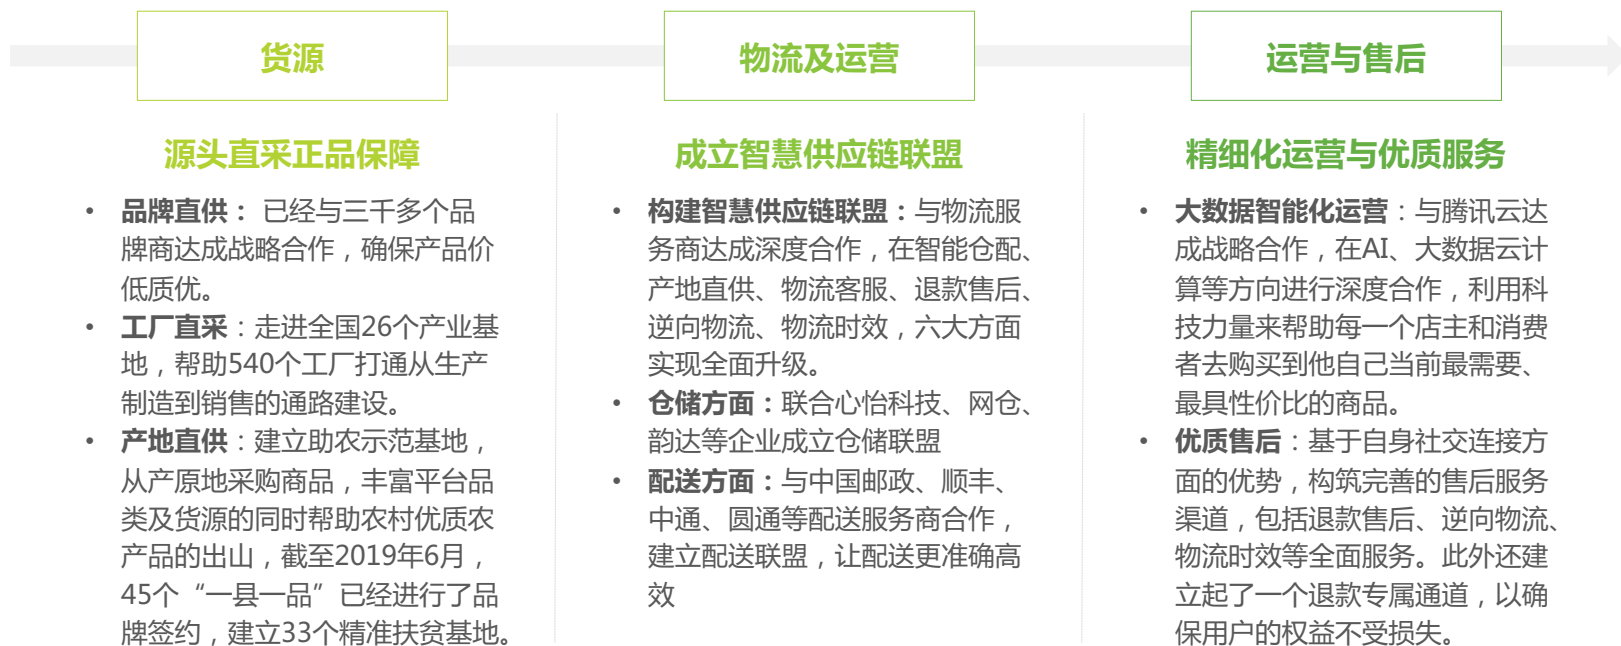 货源
物流及运营
运营与售后
源头直采正品保障
• 品牌直供： 已经与三千多个品
牌商达成战略合作，确保产品价
低质优。
• 工厂直采：走进全国26个产业基
地，帮助540个工厂打通从生产
制造到销售的通路建设。
• 产地直供：建立助农示范基地，
从产原地采购商品，丰富平台品
类及货源的同时帮助农村优质农
产品的出山，截至2019年6月，
45个“一县一品”已经进行了品
牌签约，建立33个精准扶贫基地。
成立智慧供应链联盟
• 构建智慧供应链联盟：与物流服
务商达成深度合作，在智能仓配、
产地直供、物流客服、退款售后、
逆向物流、物流时效，六大方面
实现全面升级。
• 仓储方面：联合心怡科技、网仓、
韵达等企业成立仓储联盟
• 配送方面：与中国邮政、顺丰、
中通、圆通等配送服务商合作，
建立配送联盟，让配送更准确高
效
精细化运营与优质服务
• 大数据智能化运营：与腾讯云达
成战略合作，在AI、大数据云计
算等方向进行深度合作，利用科
技力量来帮助每一个店主和消费
者去购买到他自己当前最需要、
最具性价比的商品。
• 优质售后：基于自身社交连接方
面的优势，构筑完善的售后服务
渠道，包括退款售后、逆向物流、
物流时效等全面服务。此外还建
立起了一个退款专属通道，以确
保用户的权益不受损失。